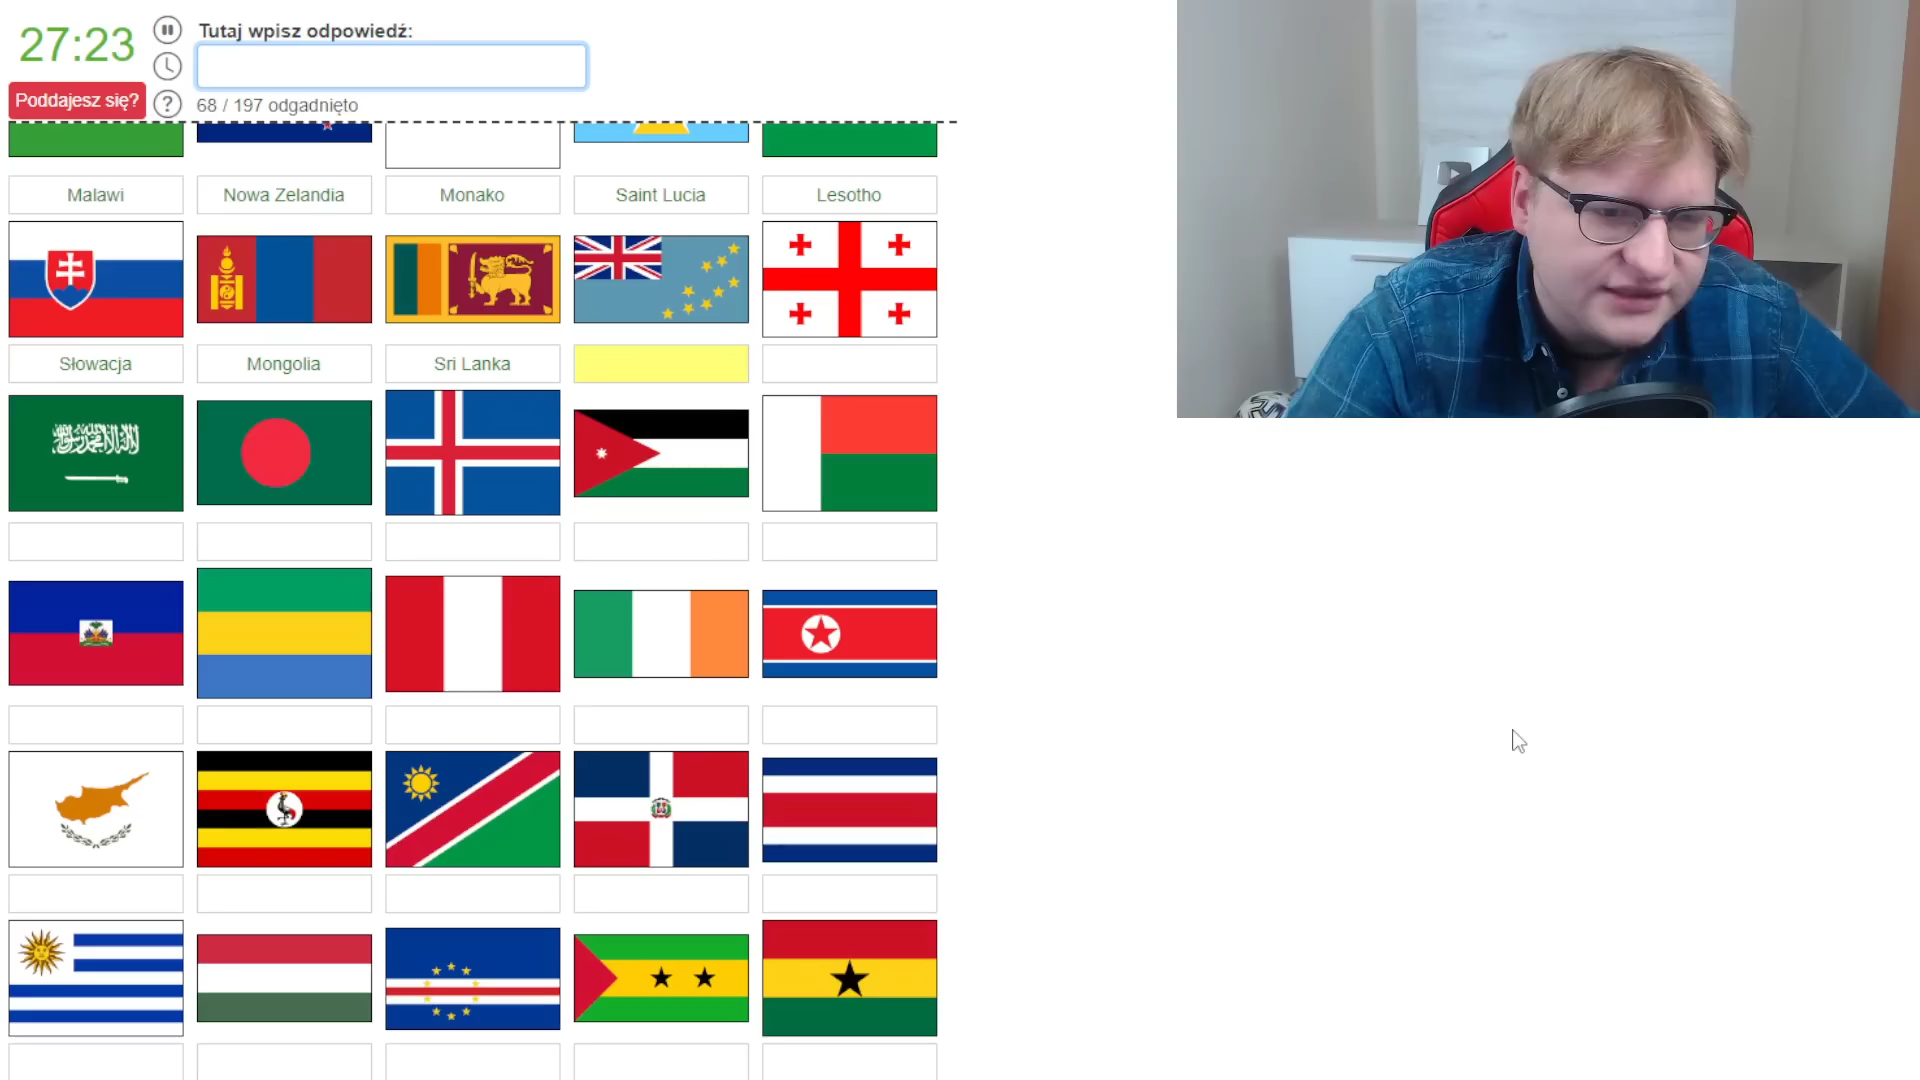 27:23
Tutaj wpisz odpowiedź:
Poddajesz się?
?
68 / 197 odgadnięto
Malawi
Nowa Zelandia
Monako
Saint Lucia
Lesotho
Słowacja
Mongolia
Sri Lanka